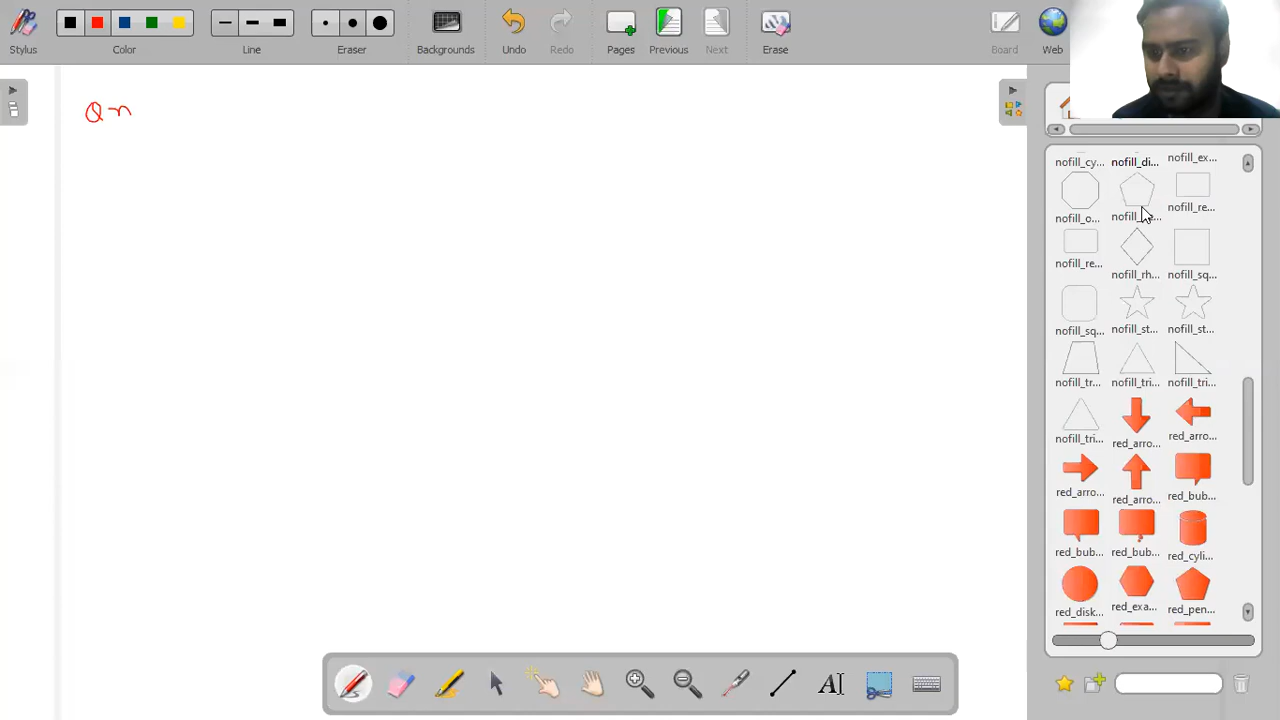 Stylus
Color
Line
Eraser
Backgrounds
Undo
Redo
Pages
Previous
Next
Erase
Board
Web
Qn
nofill_cy...
nofill_di...
nofill_ex...
nofill_o...
nofill_re...
nofill_re...
nofill_rh...
nofill_sq...
nofill_sq...
nofill_st...
nofill_st...
nofill_tr...
nofill_tri...
nofill_tri...
nofill_tri...
red_arro...
red_arro...
red_arro...
red_arro...
red_bub...
red_bub...
red_bub...
red_cyli...
red_disk...
red_exa...
red_pen...